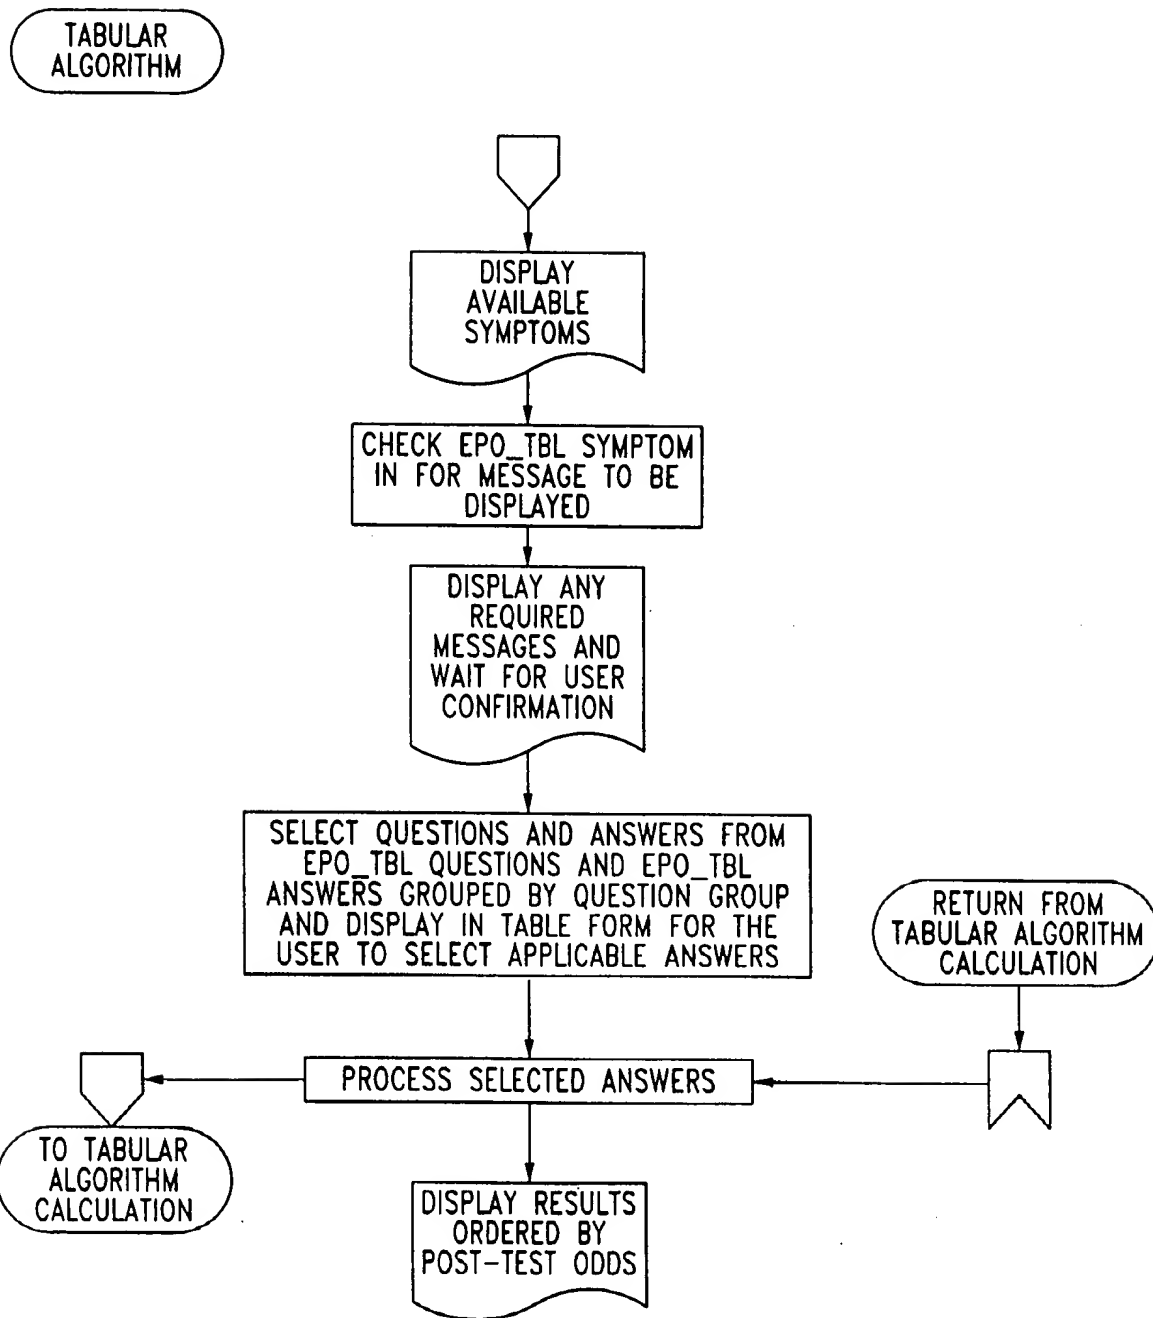 TABULAR
ALGORITHM
DISPLAY
AVAILABLE
SYMPTOMS
CHECK EPO_TBL SYMPTOM
IN FOR MESSAGE TO BE
DISPLAYED
DISPLAY ANY
REQUIRED
MESSAGES AND
WAIT FOR USER
CONFIRMATION
SELECT QUESTIONS AND ANSWERS FROM
EPO_TBL QUESTIONS AND EPO_TBL
ANSWERS GROUPED BY QUESTION GROUP
AND DISPLAY IN TABLE FORM FOR THE
USER TO SELECT APPLICABLE ANSWERS
RETURN FROM
TABULAR ALGORITHM
CALCULATION
PROCESS SELECTED ANSWERS
TO TABULAR
ALGORITHM
CALCULATION
DISPLAY RESULTS
ORDERED BY
POST-TEST ODDS